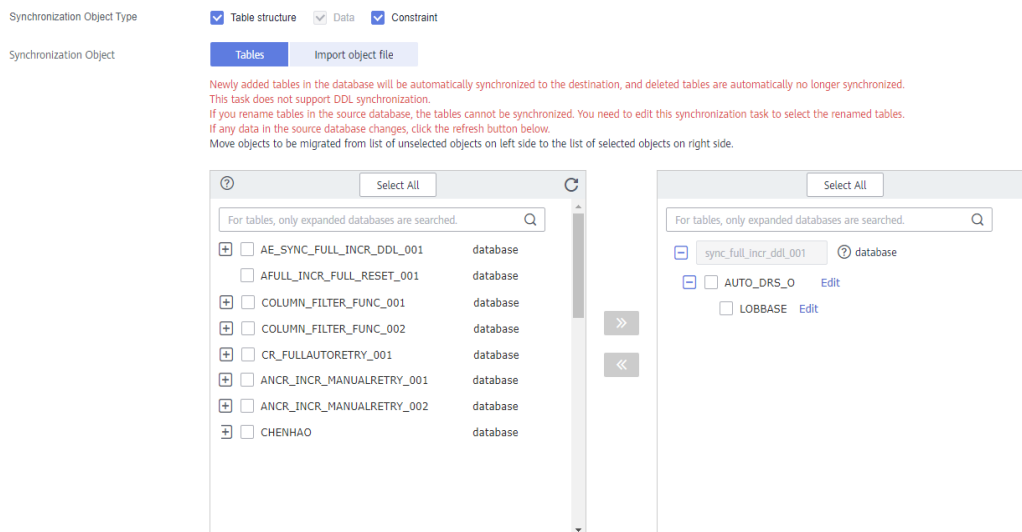 Synchronization Object Type
Table structure
Data
Constraint
Synchronization Object
Tables
Import object file
Newly added tables in the database will be automatically synchronized to the destination, and deleted tables are automatically no longer synchronized.
This task does not support DDL synchronization.
If you rename tables in the source database, the tables cannot be synchronized. You need to edit this synchronization task to select the renamed tables.
If any data in the source database changes, click the refresh button below.
Move objects to be migrated from list of unselected objects on left side to the list of selected objects on right side.
Select All
For tables, only expanded databases are searched.
AE_SYNC_FULL_INCR_DDL_001 database
AFULL_INCR_FULL_RESET_001 database
COLUMN_FILTER_FUNC_001 database
COLUMN_FILTER_FUNC_002 database
CR_FULLAUTORETRY_001 database
ANCR_INCR_MANUALRETRY_001 database
ANCR_INCR_MANUALRETRY_002 database
CHENHAO database
Select All
For tables, only expanded databases are searched.
sync_full_incr_ddl_001 database
AUTO_DRS_O Edit
LOBBASE Edit